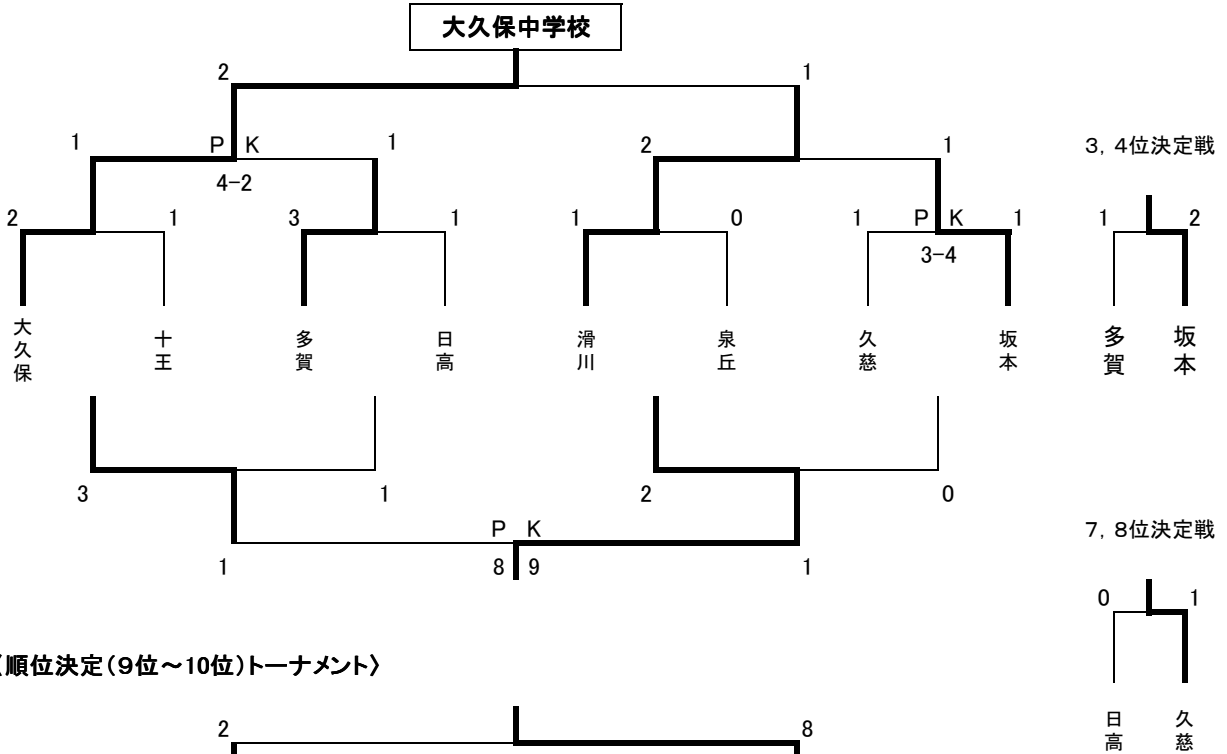 大久保中学校
2 1
1 P K 1 2 1 3，4位決定戦
4-2
2 1 3 1 1 0 1 P K 1 1 2
3-4
大久保 十王 多賀 日高 滑川 泉丘 久慈 坂本 多賀 坂本
3 1 2 0
P K 7，8位決定戦
1 8 9 1
0 1
〈順位決定(9位～10位)トーナメント〉
日高 久慈
2 8